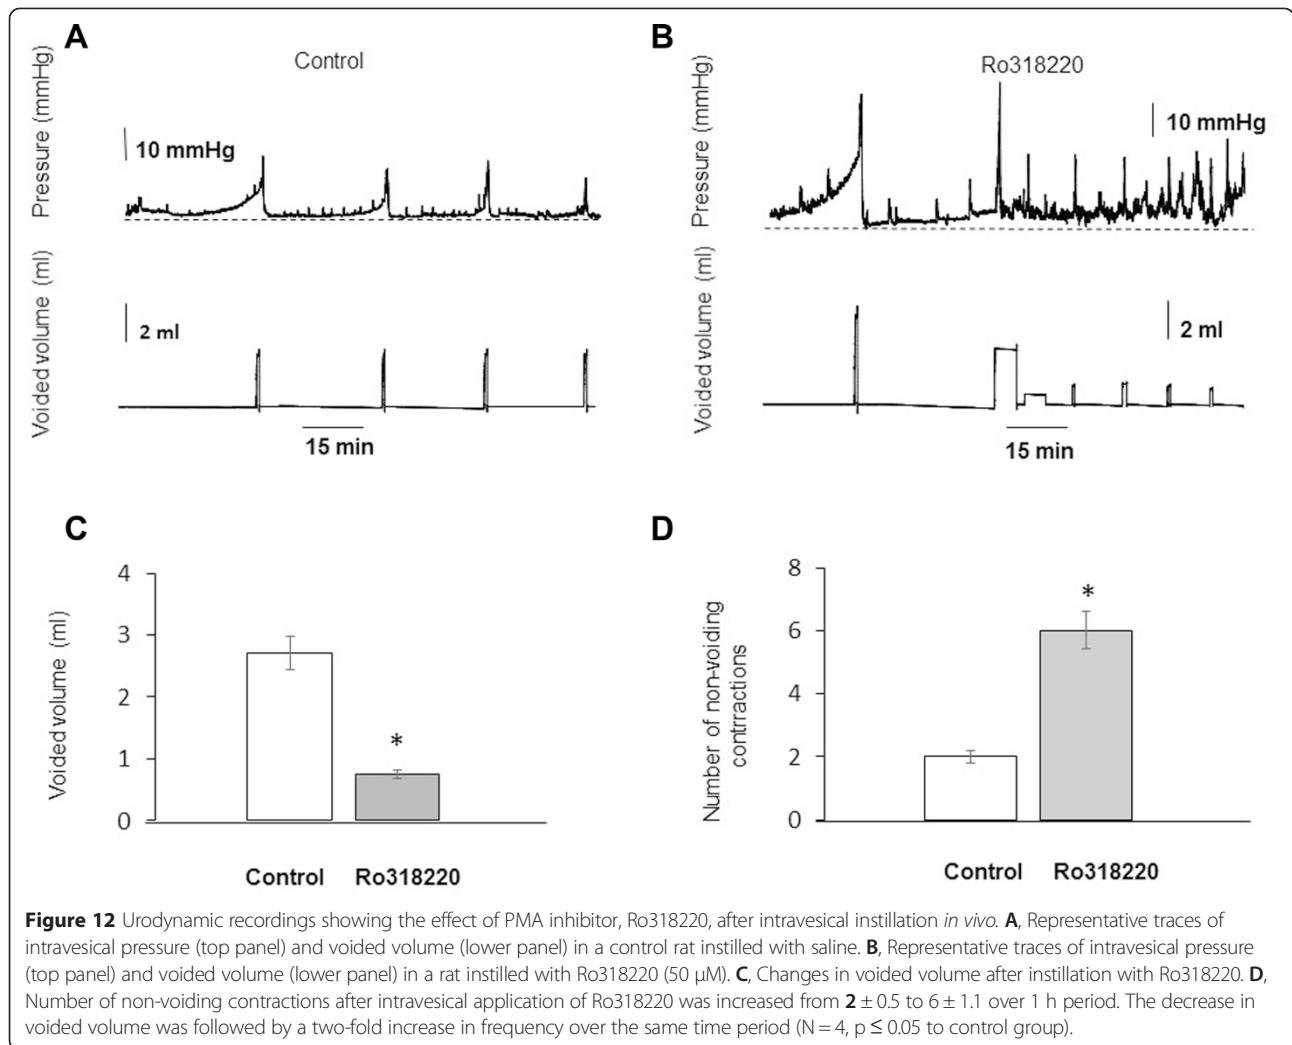 A
Control
Pressure (mmHg)
10 mmHg
Voided volume (ml)
2 ml
15 min
B
Ro318220
Pressure (mmHg)
10 mmHg
Voided volume (ml)
2 ml
15 min
C
Voided volume (ml)
4
3
2
1
0
*
Control Ro318220
D
Number of non-voiding
contrractions
8
6
4
2
0
*
Control Ro318220
Figure 12 Urodynamic recordings showing the effect of PMA inhibitor, Ro318220, after intravesical instillation in vivo. A, Representative traces of
intravesical pressure (top panel) and voided volume (lower panel) in a control rat instilled with saline. B, Representative traces of intravesical pressure
(top panel) and voided volume (lower panel) in a rat instilled with Ro318220 (50 μM). C, Changes in voided volume after instillation with Ro318220. D,
Number of non-voiding contractions after intravesical application of Ro318220 was increased from 2 ± 0.5 to 6 ± 1.1 over 1 h period. The decrease in
voided volume was followed by a two-fold increase in frequency over the same time period (N = 4, p ≤ 0.05 to control group).